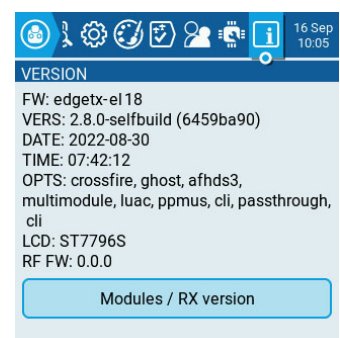 16 Sep
10:05
VERSION
FW: edgetx-el18
VERS: 2.8.0-selfbuild (6459ba90)
DATE: 2022-08-30
TIME: 07:42:12
OPTS: crossfire, ghost, afhds3,
multimodule, luac, ppmus, cli, passthrough,
cli
LCD: ST7796S
RF FW: 0.0.0
Modules / RX version